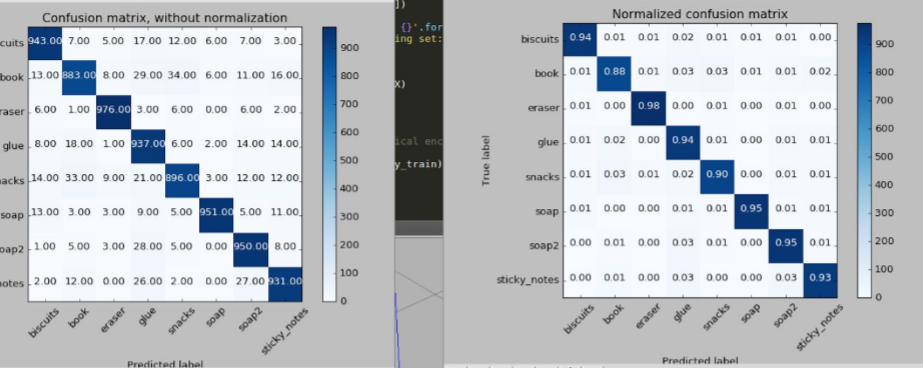 Confusion matrix, without normalization
cuits 943.00 7.00 5.00 17.00 12.00 6.00 7.00 3.00
book 13.00 883.00 8.00 29.00 34.00 6.00 11.00 16.00
raser 6.00 1.00 976.00 3.00 6.00 0.00 6.00 2.00
glue 8.00 18.00 1.00 937.00 6.00 2.00 14.00 14.00
acks 14.00 33.00 9.00 21.00 896.00 3.00 12.00 12.00
soap 13.00 3.00 3.00 9.00 5.00 951.00 5.00 11.00
oap2 1.00 5.00 3.00 28.00 5.00 0.00 950.00 8.00
notes 2.00 12.00 0.00 26.00 2.00 0.00 27.00 931.00
biscuits book eraser glue snacks soap soap2 sticky_notes
Predicted label
900
800
700
600
500
400
300
200
100
0
])
{}'.for
ing set:
X)
ical enc
y_train)
Normalized confusion matrix
True label
biscuits 0.94 0.01 0.01 0.02 0.01 0.01 0.01 0.00
book 0.01 0.88 0.01 0.03 0.03 0.01 0.01 0.02
eraser 0.01 0.00 0.98 0.00 0.01 0.00 0.01 0.00
glue 0.01 0.02 0.00 0.94 0.01 0.00 0.01 0.01
snacks 0.01 0.03 0.01 0.02 0.90 0.00 0.01 0.01
soap 0.01 0.00 0.00 0.01 0.01 0.95 0.01 0.01
soap2 0.00 0.01 0.00 0.03 0.01 0.00 0.95 0.01
sticky_notes 0.00 0.01 0.00 0.03 0.00 0.00 0.03 0.93
biscuits book eraser glue snacks soap soap2 sticky_notes
Predicted label
900
800
700
600
500
400
300
200
100
0